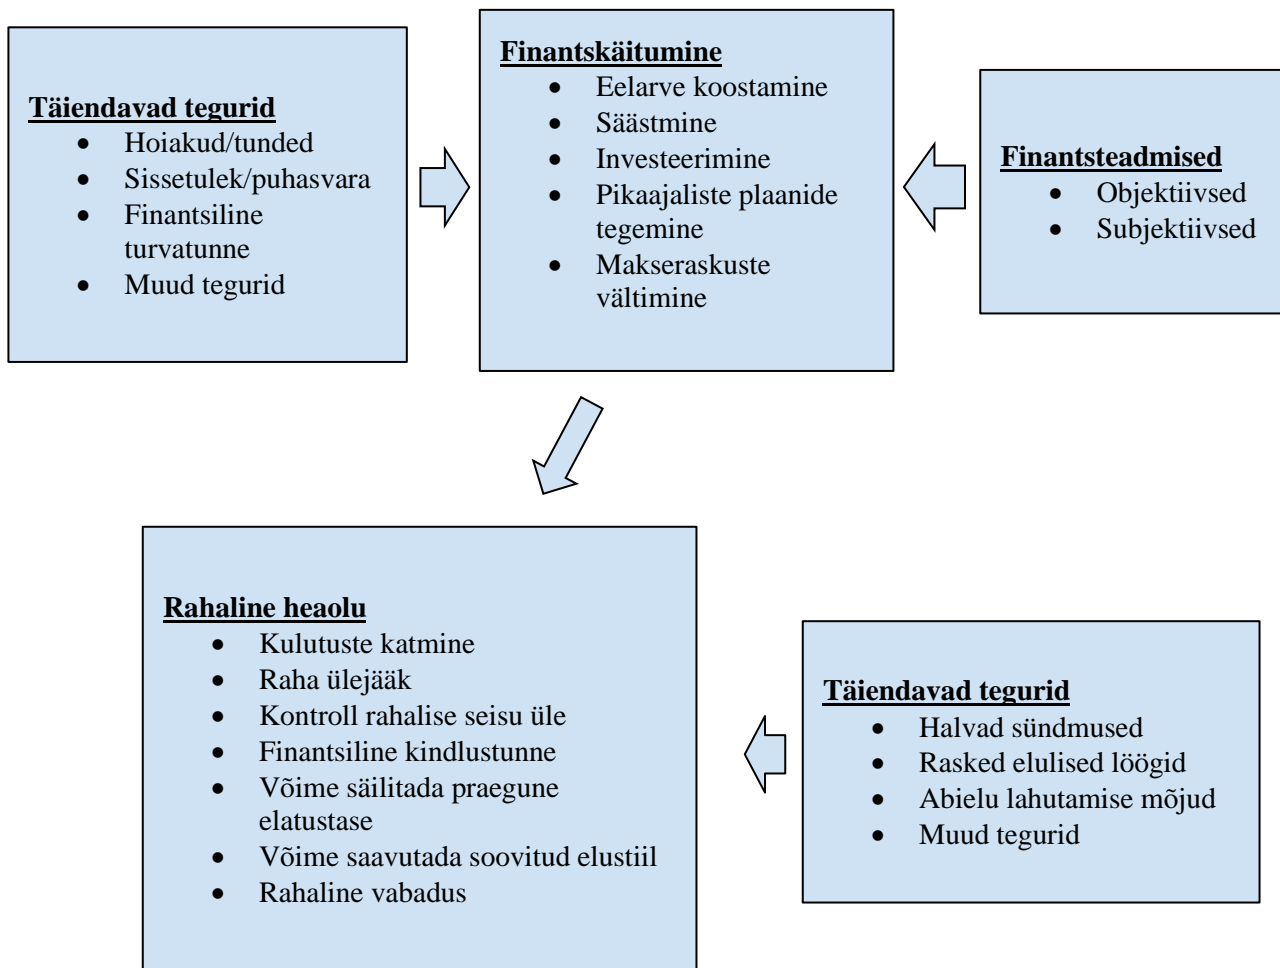 Täiendavad tegurid
• Hoiakud/tunded
• Sissetulek/puhasvara
• Finantsiline
turvatunne
• Muud tegurid
Finantskäitumine
• Eelarve koostamine
• Säästmine
• Investeerimine
• Pikaajaliste plaanide
tegemine
• Makseraskuste
vältimine
Finantsteadmised
• Objektiivsed
• Subjektiivsed
Rahaline heaolu
• Kulutuste katmine
• Raha ülejääk
• Kontroll rahalise seisu üle
• Finantsiline kindlustunne
• Võime säilitada praegune
elatustase
• Võime saavutada soovitud elustiil
• Rahaline vabadus
Täiendavad tegurid
• Halvad sündmused
• Rasked elulised löögid
• Abielu lahutamise mõjud
• Muud tegurid